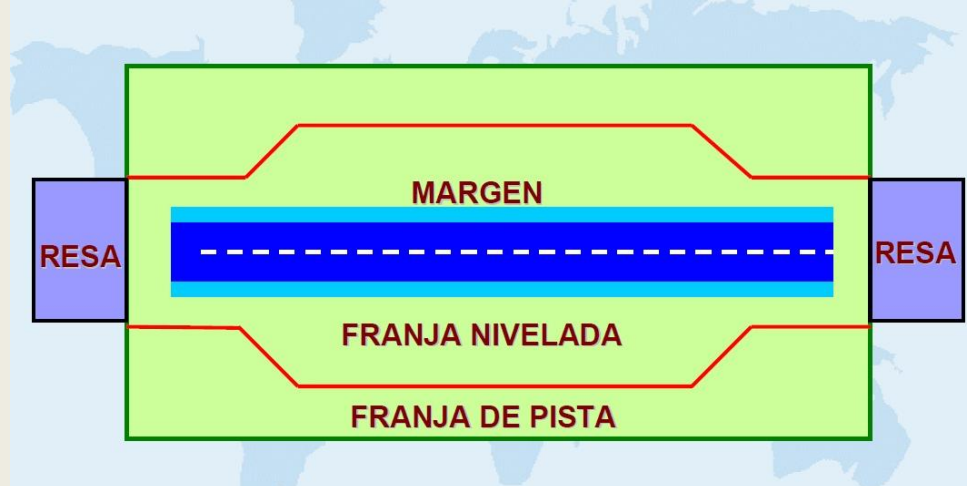 MARGEN
RESA
RESA
FRANJA NIVELADA
FRANJA DE PISTA